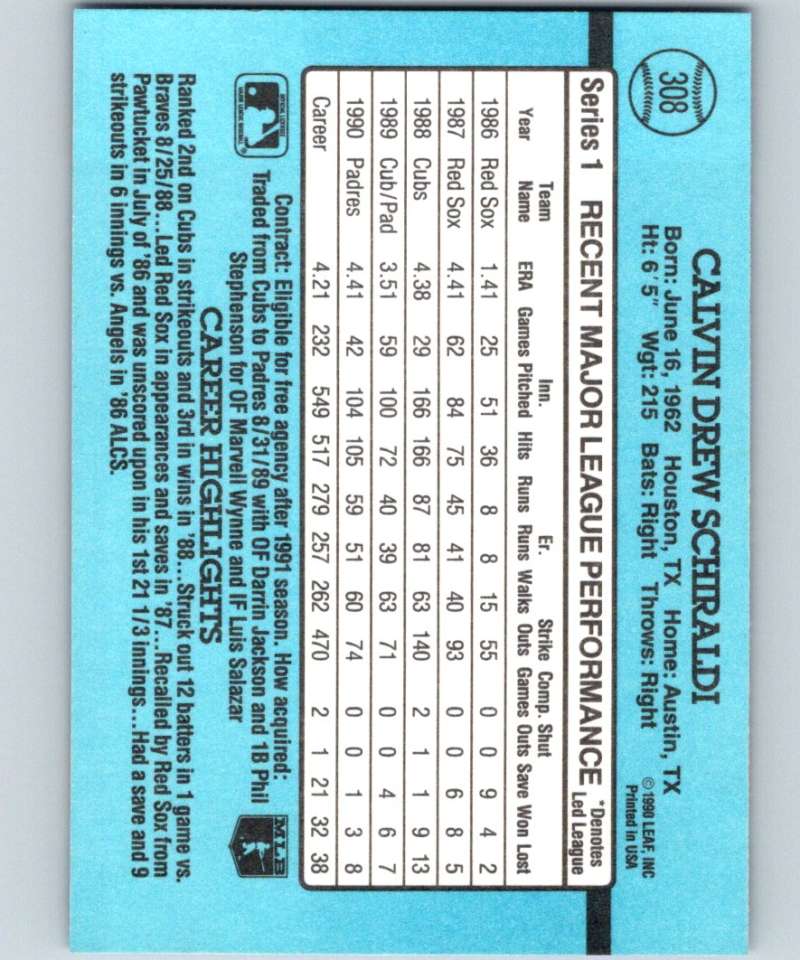 308
CALVIN DREW SCHIRALDI
Born: June 16, 1962 Houston, TX Home: Austin, TX
Ht: 6' 5" Wgt: 215 Bats: Right Throws: Right
©1990 LEAF, INC
Printed in USA
Series 1 RECENT MAJOR LEAGUE PERFORMANCE *Denotes Led League
Team Inn. Er. Strike Comp. Shut
Year Name ERA Games Pitched Hits Runs Runs Walks Outs Games Outs Save Won Lost
1986 Red Sox 1.41 25 51 36 8 8 15 55 0 0 9 4 2
1987 Red Sox 4.41 62 84 75 45 41 40 93 0 0 6 8 5
1988 Cubs 4.38 29 166 166 87 81 63 140 2 1 1 9 13
1989 Cub/Pad 3.51 59 100 72 40 39 63 71 0 0 4 6 7
1990 Padres 4.41 42 104 105 59 51 60 74 0 0 1 3 8
Career 4.21 232 549 517 279 257 262 470 2 1 21 32 38
OFFICIAL LICENSEE
MAJOR LEAGUE BASEBALL
Contract: Eligible for free agency after 1991 season. How acquired:
Traded from Cubs to Padres 8/31/89 with OF Darrin Jackson and 1B Phil
Stephenson for OF Marvell Wynne and IF Luis Salazar
MLB
CAREER HIGHLIGHTS
Ranked 2nd on Cubs in strikeouts and 3rd in wins in '88...Struck out 12 batters in 1 game vs.
Braves 8/25/88...Led Red Sox in appearances and saves in '87...Recalled by Red Sox from
Pawtucket in July of '86 and was unscored upon in his 1st 21 1/3 innings...Had a save and 9
strikeouts in 6 innings vs. Angels in '86 ALCS.